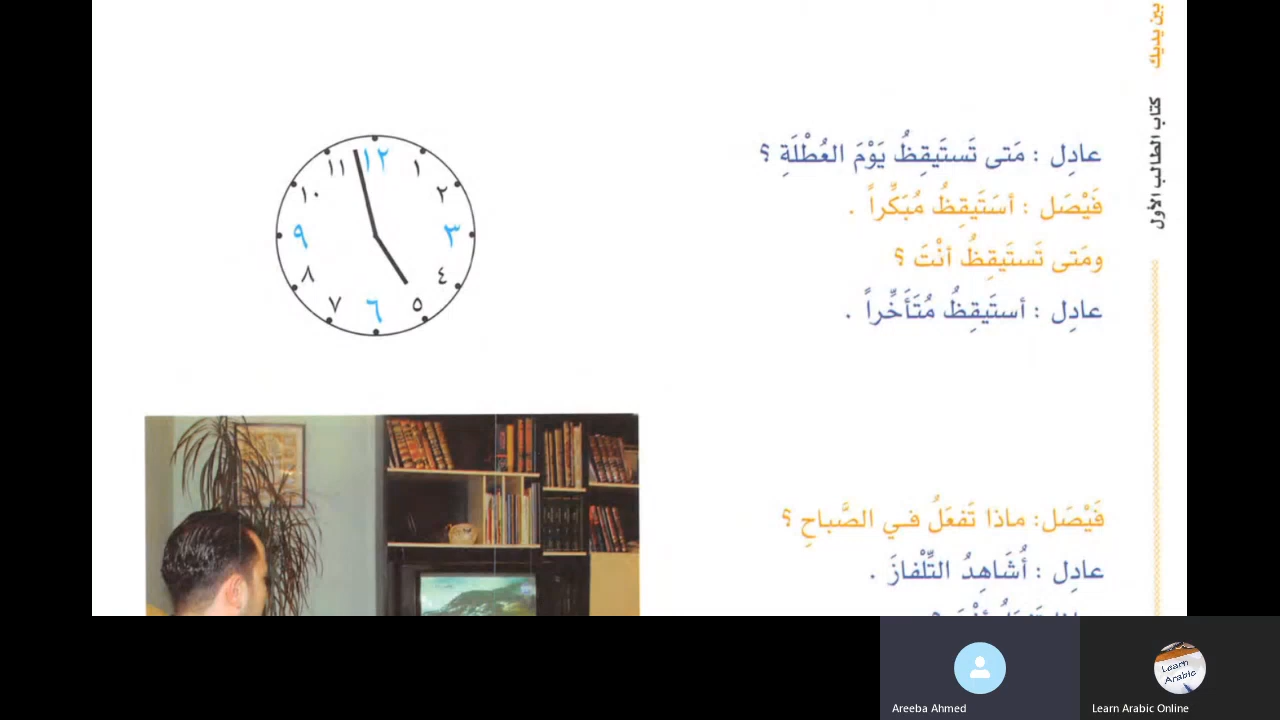 بين يديك
كتاب الطالب الأول
عادِل : مَتى تَستَيقِظُ يَوْمَ العُطْلَةِ ؟
فَيْصَل : أستَيقِظُ مُبَكِّراً .
ومَتى تَستَيقِظُ أنْتَ ؟
عادِل : أستَيقِظُ مُتَأَخِّراً .
١٢
١
٢
٣
٤
٥
٦
٧
٨
٩
١٠
١١
فَيْصَل: ماذا تَفعَلُ في الصَّباحِ ؟
عادِل : أُشَاهِدُ التِّلْفازَ .
Learn Arabic
Areeba Ahmed
Learn Arabic Online